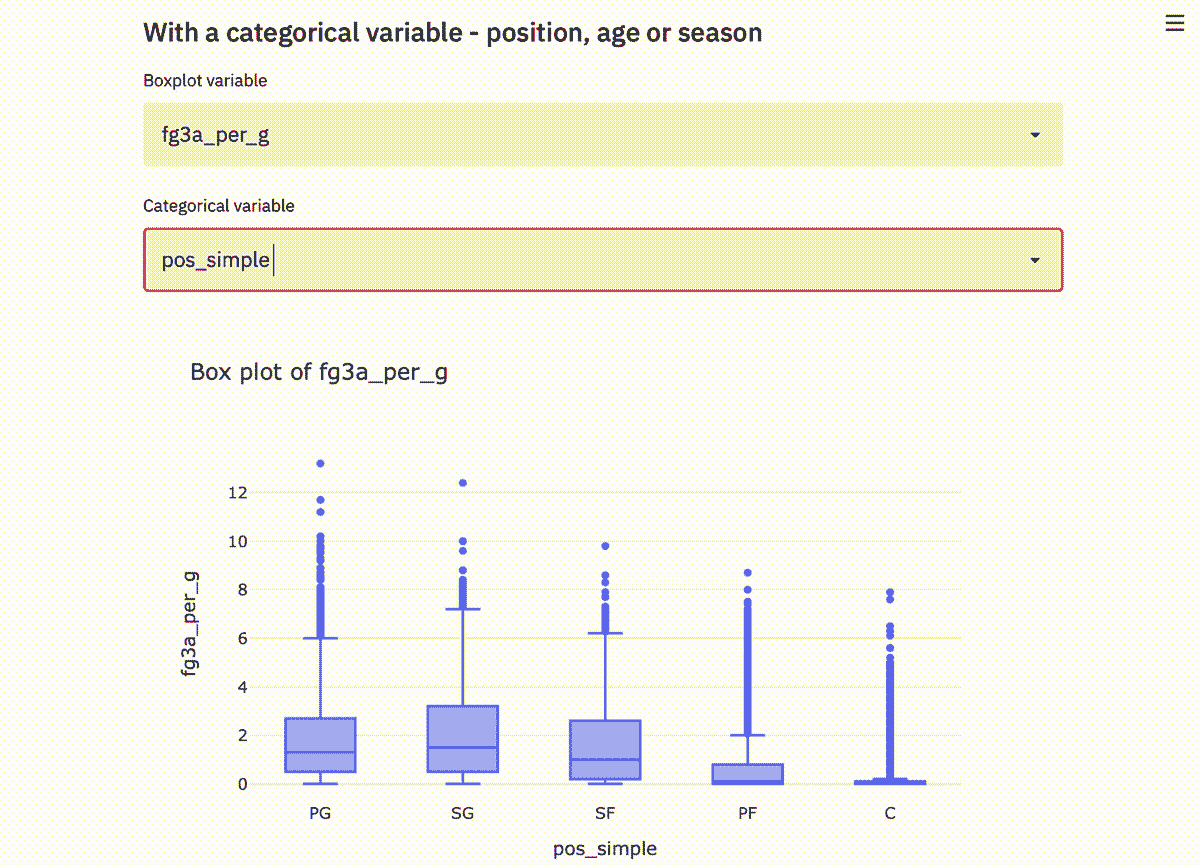 With a categorical variable - position, age or season
Boxplot variable
fg3a_per_g
Categorical variable
pos_simple
Box plot of fg3a_per_g
12
10
8
6
4
2
0
fg3a_per_g
PG SG SF PF C
pos_simple